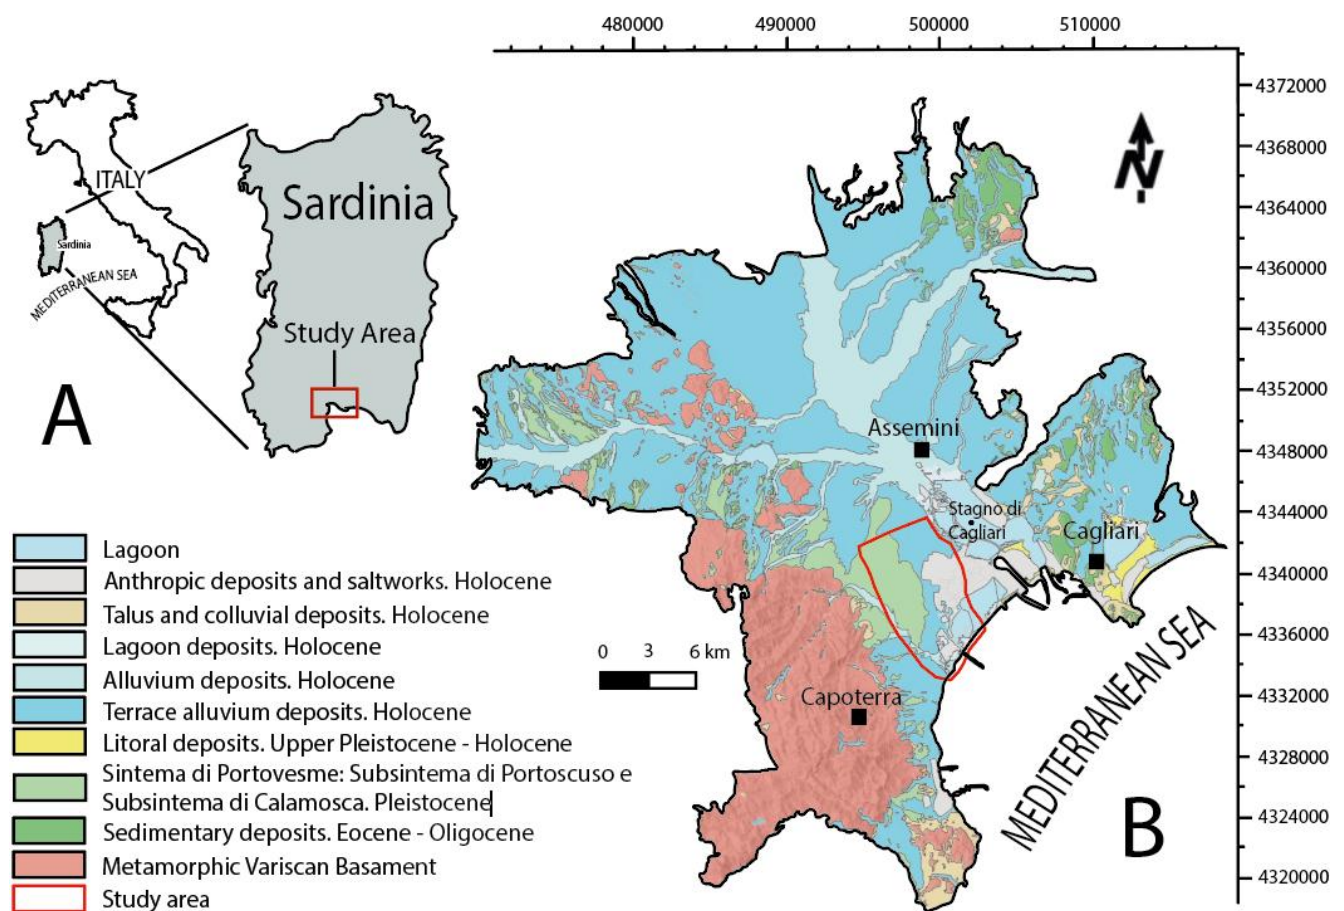 480000 490000 500000 510000
4372000
4368000
4364000
4360000
4356000
4352000
4348000
4344000
4340000
4336000
4332000
4328000
4324000
4320000
N
ITALY
Sardinia
MEDITERRANEAN SEA
Sardinia
Study Area
A
Assemini
Stagno di
Cagliari
Cagliari
Capoterra
0 3 6 km
MEDITERRANEAN SEA
B
Lagoon
Anthropic deposits and saltworks. Holocene
Talus and colluvial deposits. Holocene
Lagoon deposits. Holocene
Alluvium deposits. Holocene
Terrace alluvium deposits. Holocene
Litoral deposits. Upper Pleistocene - Holocene
Sintema di Portovesme: Subsintema di Portoscuso e
Subsintema di Calamosca. Pleistocene
Sedimentary deposits. Eocene - Oligocene
Metamorphic Variscan Basament
Study area